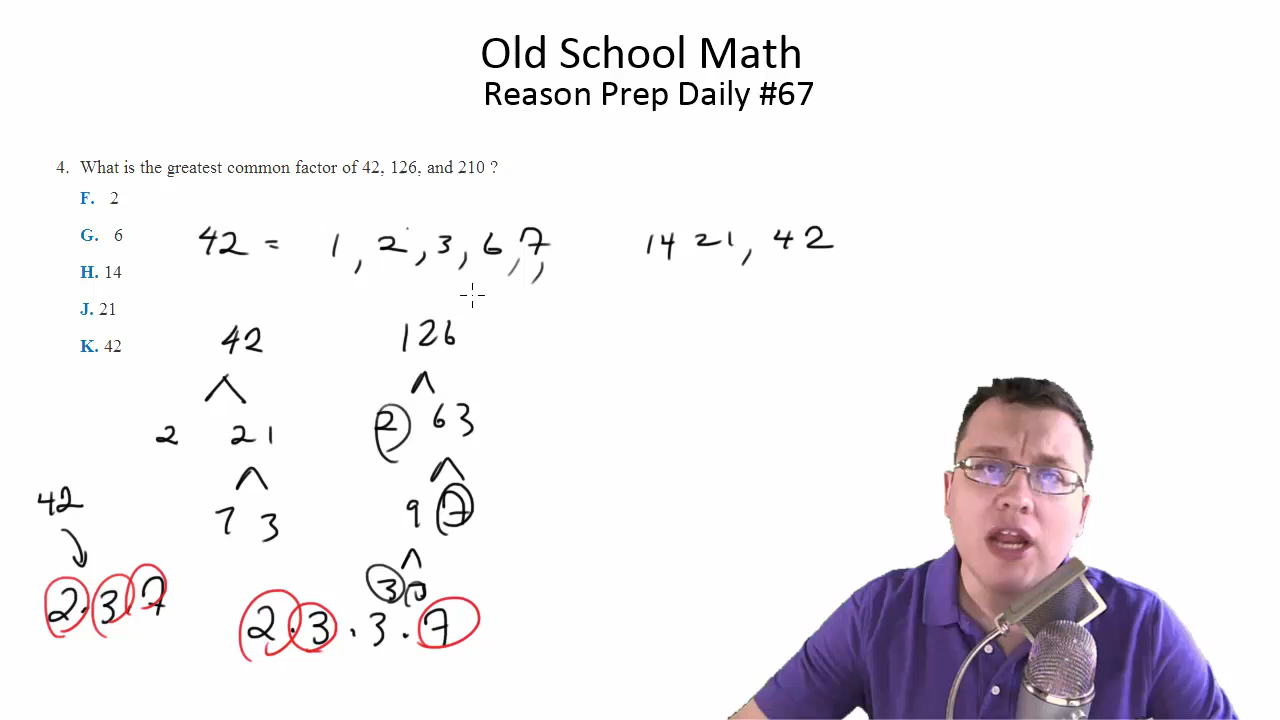 Old School Math
Reason Prep Daily #67
4. What is the greatest common factor of 42, 126, and 210 ?
F. 2
G. 6
H. 14
J. 21
K. 42
42 = 1, 2, 3, 6, 7, 14 21, 42
42 126
2 21 2 63
42 7 3 9 7
3 3
2.3.7 2.3.3.7